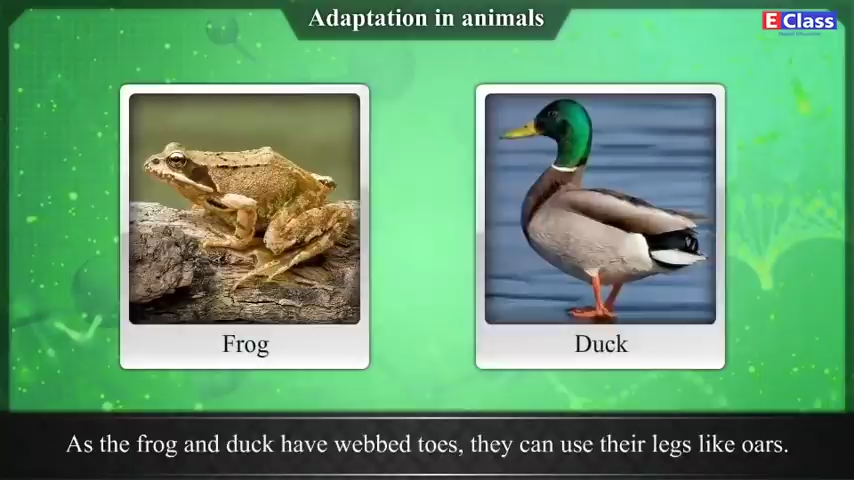 Adaptation in animals
E Class
Frog
Duck
As the frog and duck have webbed toes, they can use their legs like oars.